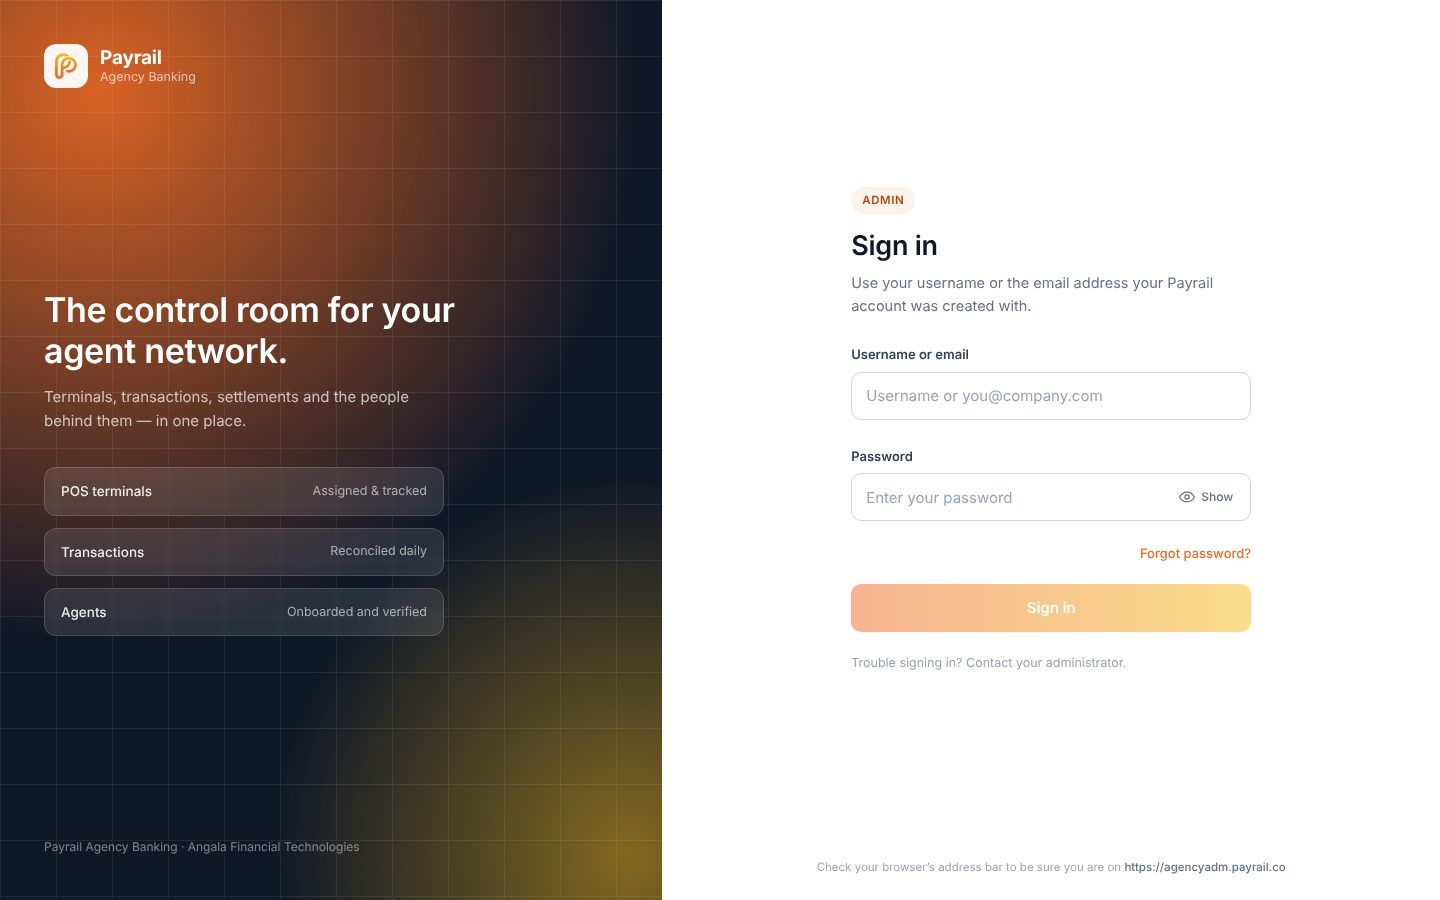 Payrail
Agency Banking
The control room for your
agent network.
Terminals, transactions, settlements and the people
behind them — in one place.
POS terminals
Assigned & tracked
Transactions
Reconciled daily
Agents
Onboarded and verified
Payrail Agency Banking · Angala Financial Technologies
ADMIN
Sign in
Use your username or the email address your Payrail
account was created with.
Username or email
Username or you@company.com
Password
Enter your password
Show
Forgot password?
Sign in
Trouble signing in? Contact your administrator.
Check your browser’s address bar to be sure you are on https://agencyadm.payrail.co